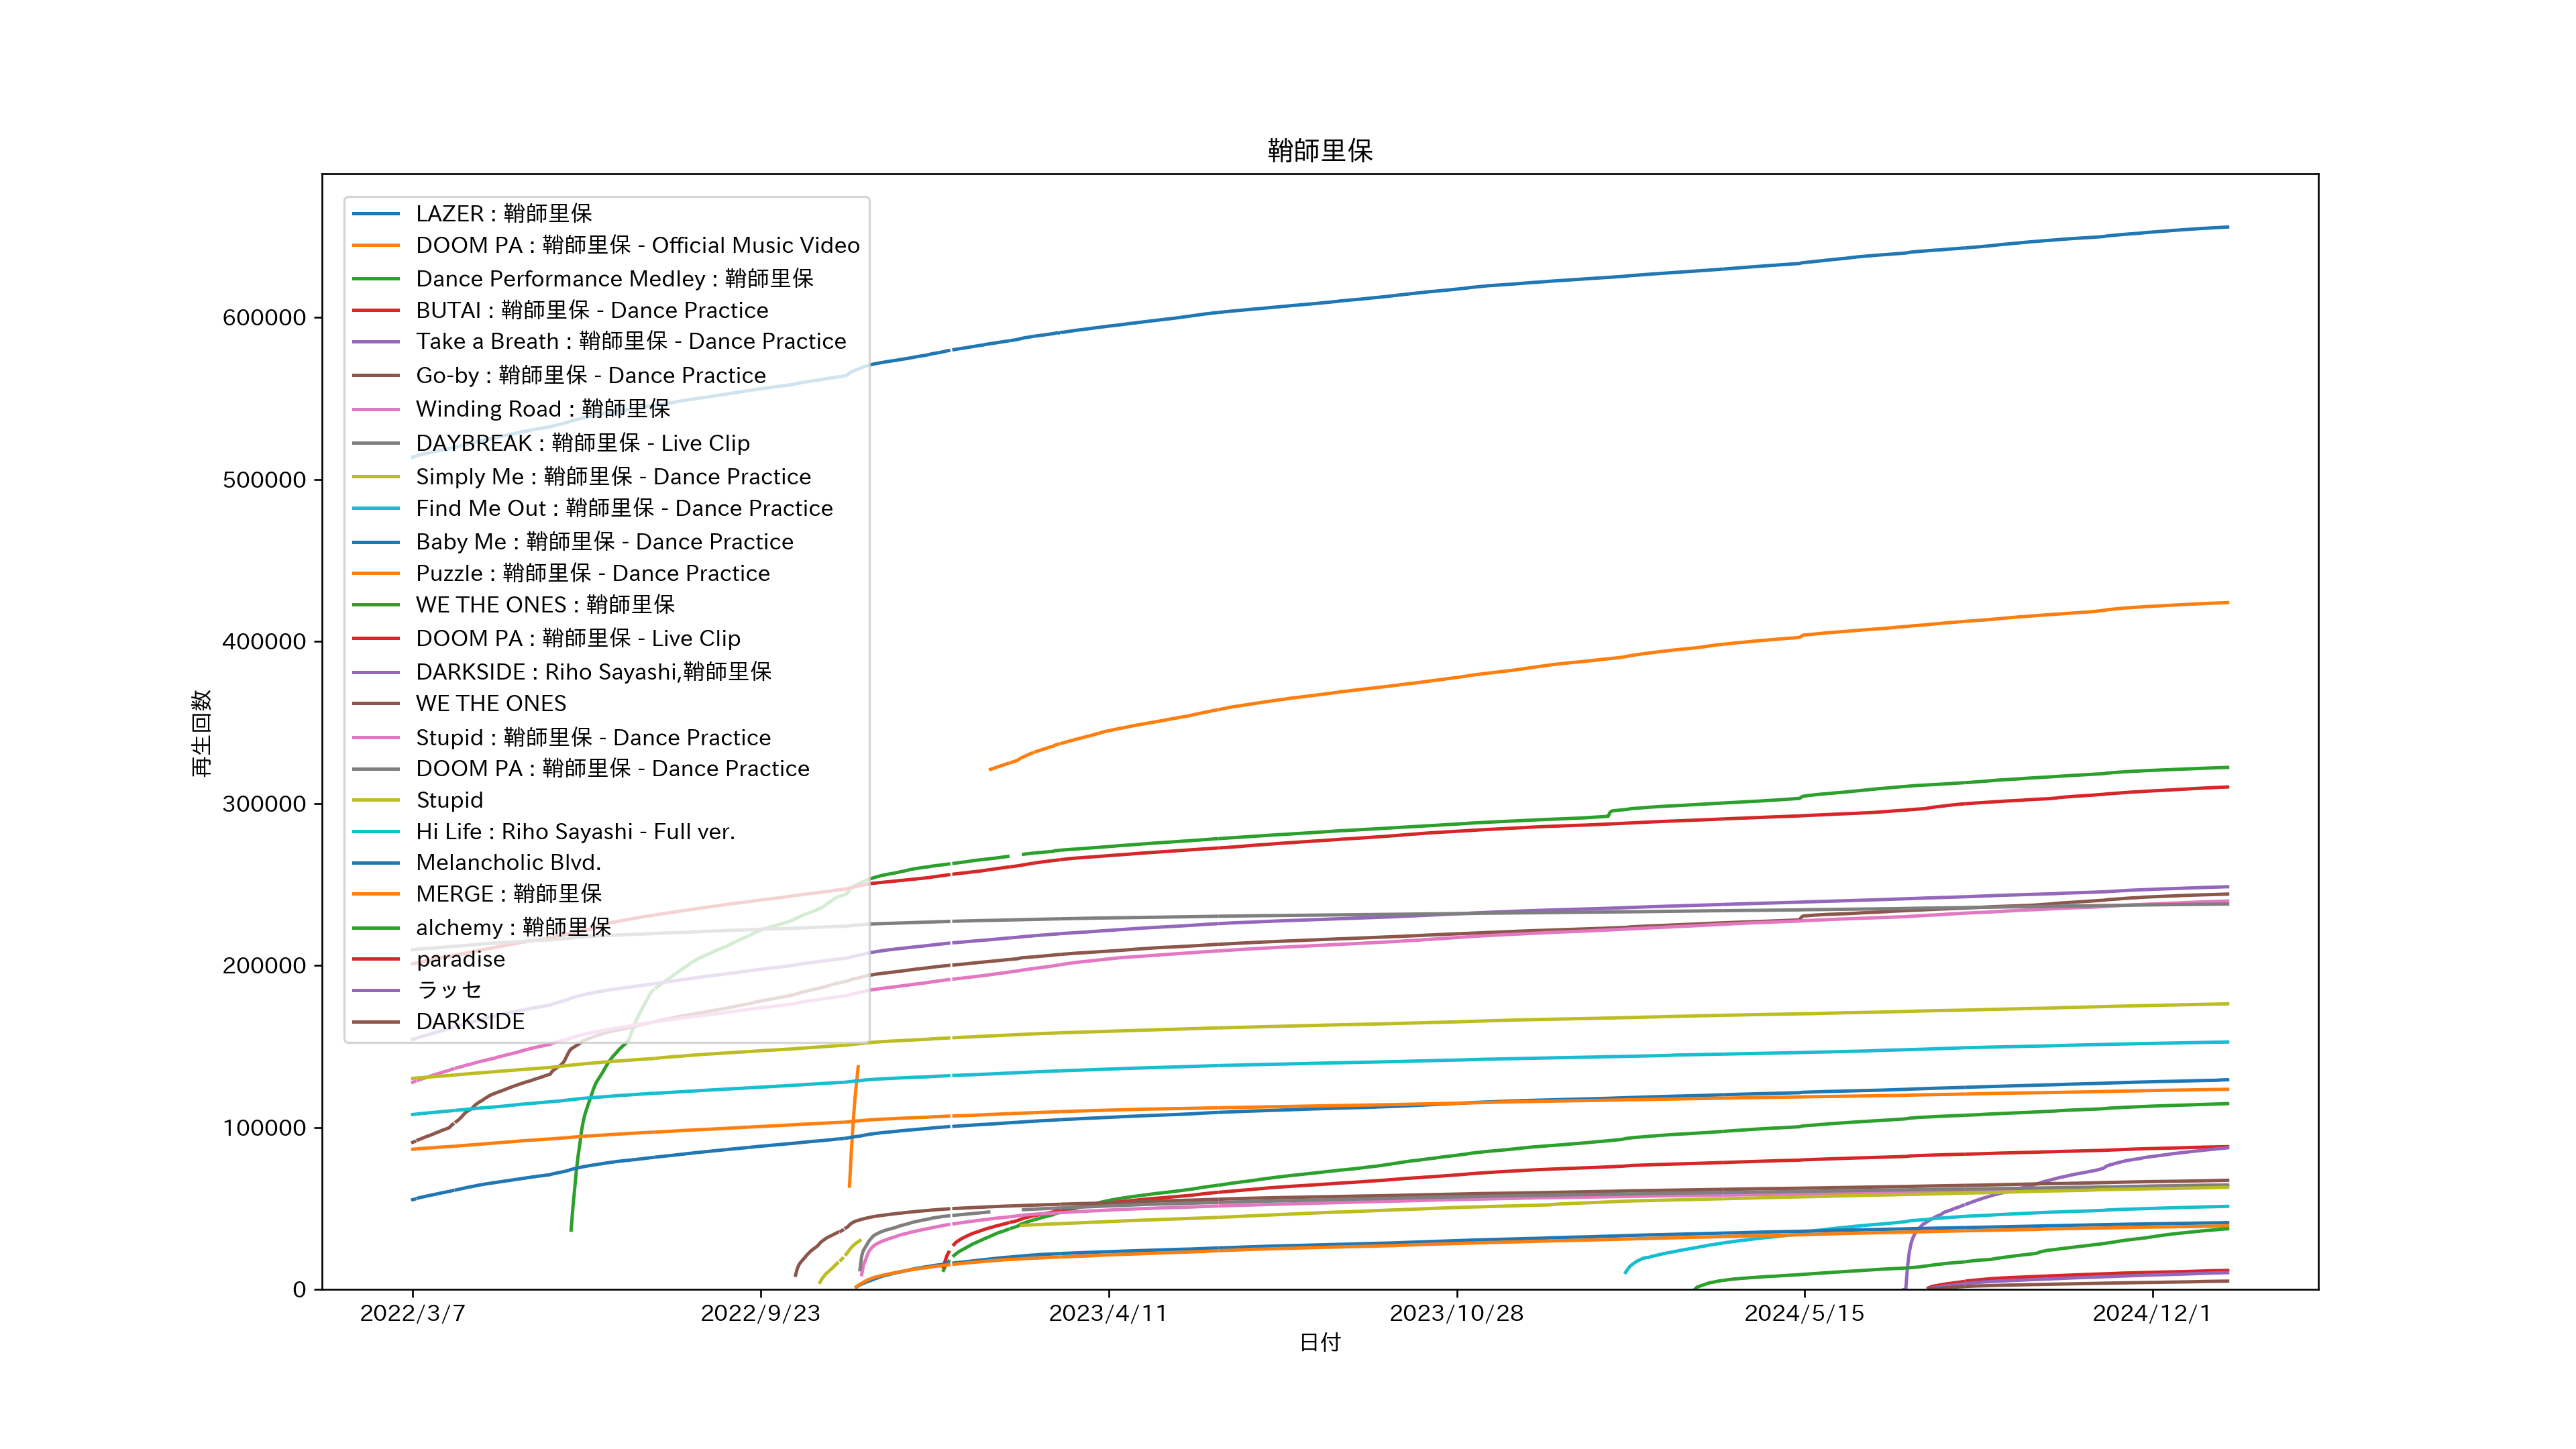 鞘師里保
LAZER : 鞘師里保
DOOM PA : 鞘師里保 - Official Music Video
Dance Performance Medley : 鞘師里保
BUTAI : 鞘師里保 - Dance Practice
Take a Breath : 鞘師里保 - Dance Practice
Go-by : 鞘師里保 - Dance Practice
Winding Road : 鞘師里保
DAYBREAK : 鞘師里保 - Live Clip
Simply Me : 鞘師里保 - Dance Practice
Find Me Out : 鞘師里保 - Dance Practice
Baby Me : 鞘師里保 - Dance Practice
Puzzle : 鞘師里保 - Dance Practice
WE THE ONES : 鞘師里保
DOOM PA : 鞘師里保 - Live Clip
DARKSIDE : Riho Sayashi,鞘師里保
WE THE ONES
Stupid : 鞘師里保 - Dance Practice
DOOM PA : 鞘師里保 - Dance Practice
Stupid
Hi Life : Riho Sayashi - Full ver.
Melancholic Blvd.
MERGE : 鞘師里保
alchemy : 鞘師里保
paradise
ラッセ
DARKSIDE
600000
500000
400000
300000
200000
100000
0
再生回数
2022/3/7
2022/9/23
2023/4/11
2023/10/28
2024/5/15
2024/12/1
日付